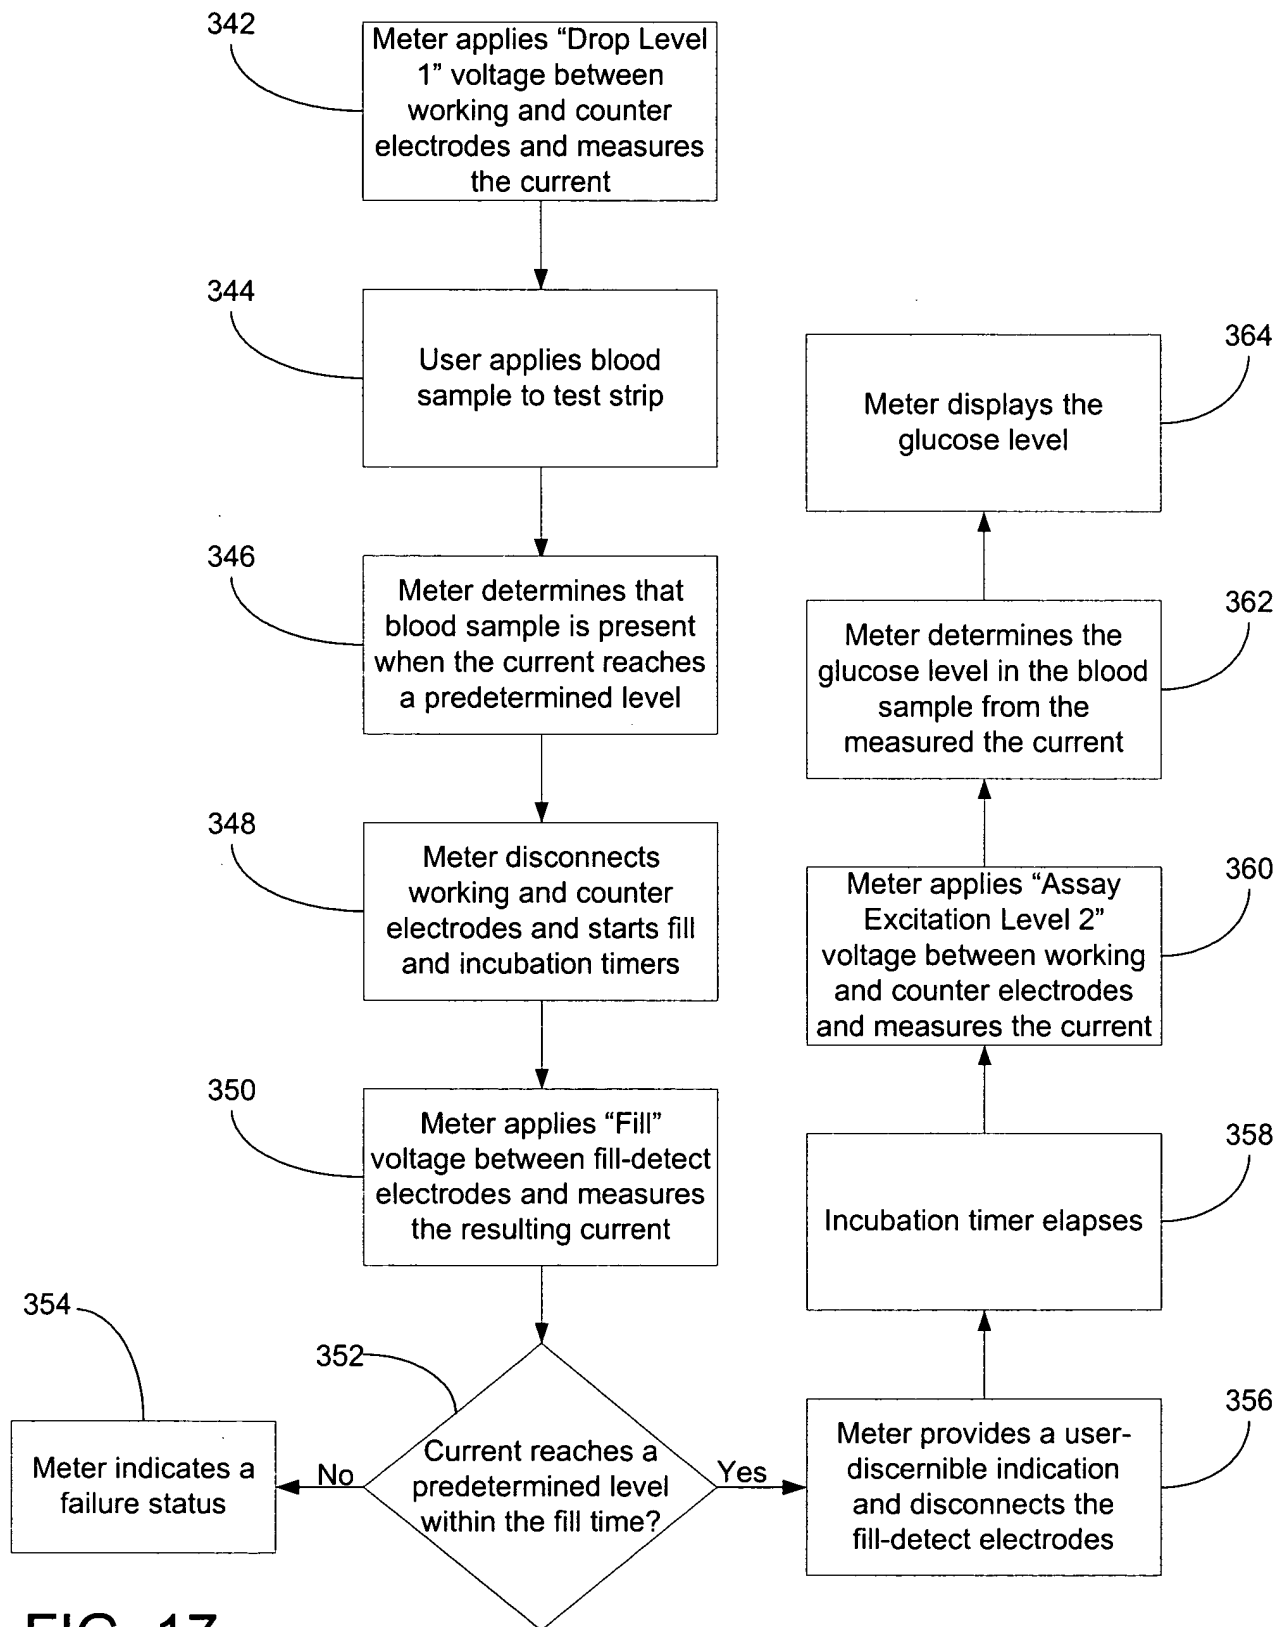 342
Meter applies “Drop Level
1” voltage between
working and counter
electrodes and measures
the current
344
User applies blood
sample to test strip
346
Meter determines that
blood sample is present
when the current reaches
a predetermined level
348
Meter disconnects
working and counter
electrodes and starts fill
and incubation timers
350
Meter applies “Fill”
voltage between fill-detect
electrodes and measures
the resulting current
352
Current reaches a
predetermined level
within the fill time?
No
Yes
354
Meter indicates a
failure status
356
Meter provides a user-
discernible indication
and disconnects the
fill-detect electrodes
358
Incubation timer elapses
360
Meter applies “Assay
Excitation Level 2”
voltage between working
and counter electrodes
and measures the current
362
Meter determines the
glucose level in the blood
sample from the
measured the current
364
Meter displays the
glucose level
FIG. 17